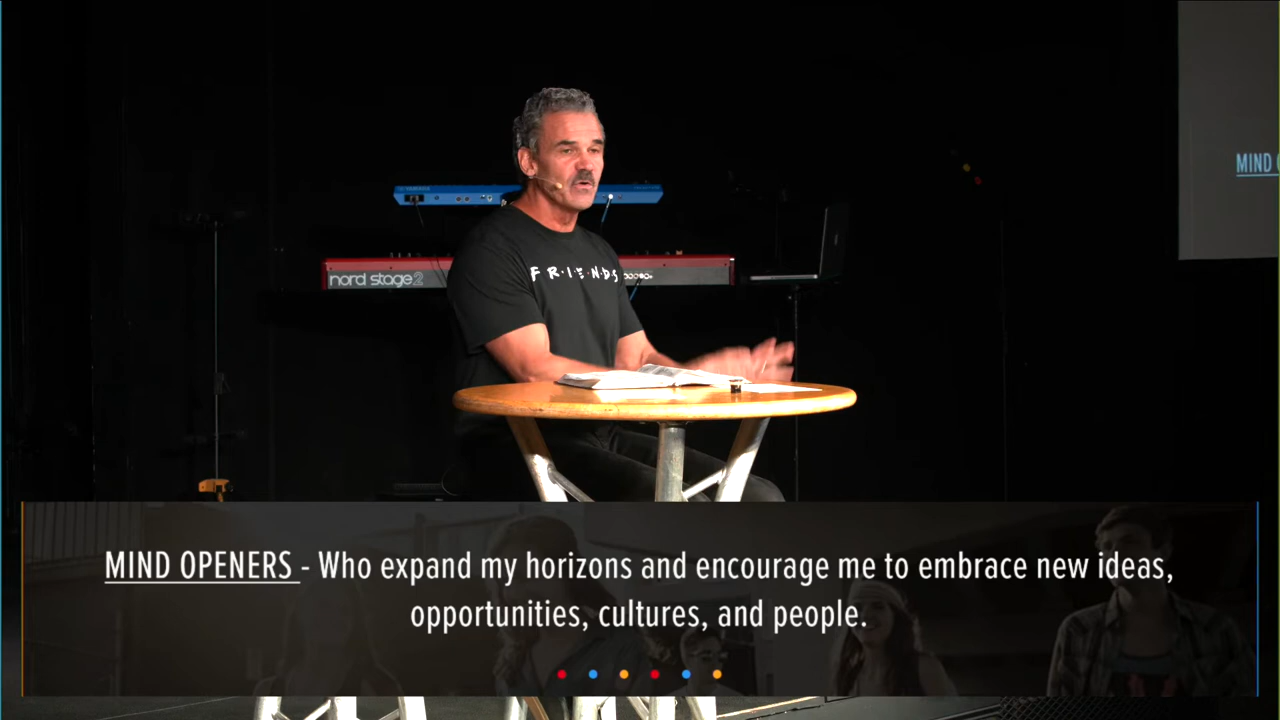 MIND
YAMAHA
nord stage2
F·R·I·E·N·D·S
MIND OPENERS - Who expand my horizons and encourage me to embrace new ideas,
opportunities, cultures, and people.